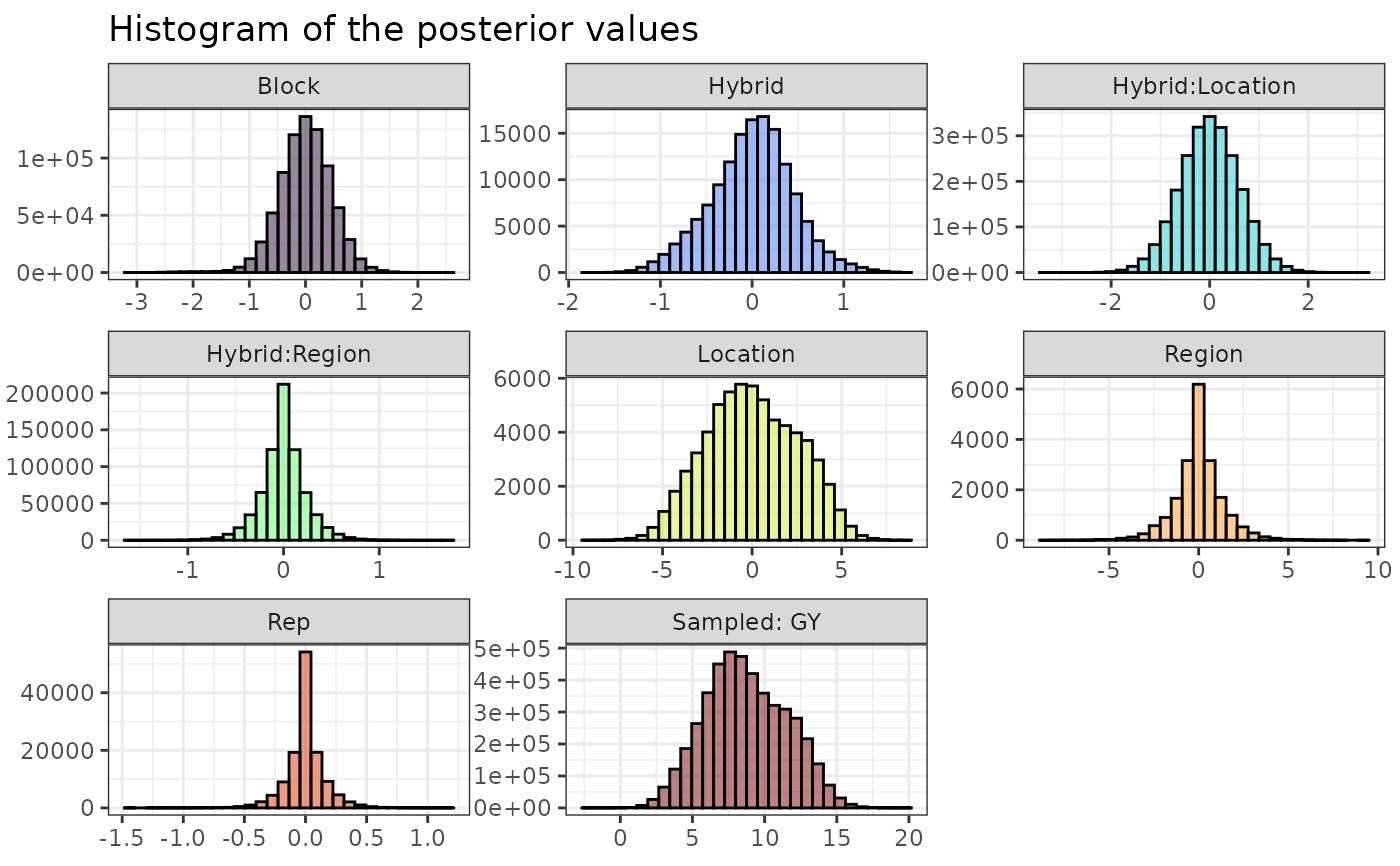 Histogram of the posterior values
Block
1e+05
5e+04
0e+00
-3 -2 -1 0 1 2
Hybrid
15000
10000
5000
0
-2 -1 0 1
Hybrid:Location
3e+05
2e+05
1e+05
0e+00
-2 0 2
Hybrid:Region
200000
150000
100000
50000
0
-1 0 1
Location
6000
4000
2000
0
-10 -5 0 5
Region
6000
4000
2000
0
-5 0 5 10
Rep
40000
20000
0
-1.5 -1.0 -0.5 0.0 0.5 1.0
Sampled: GY
5e+05
4e+05
3e+05
2e+05
1e+05
0e+00
0 5 10 15 20